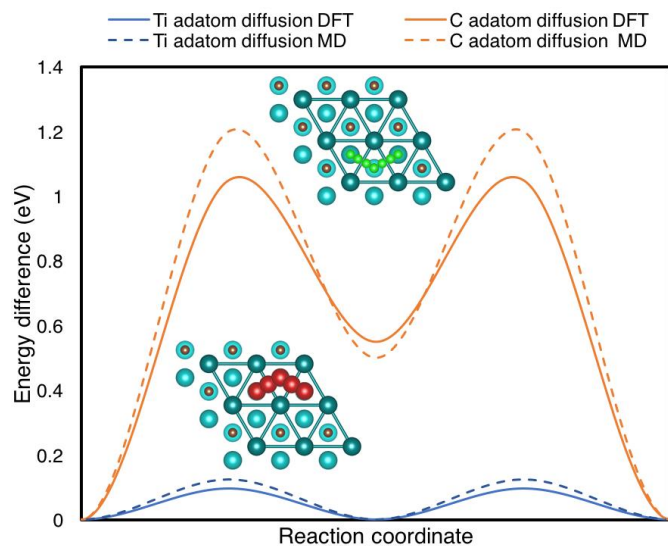 Ti adatom diffusion DFT
C adatom diffusion DFT
Ti adatom diffusion MD
C adatom diffusion MD
1.4
1.2
1
0.8
0.6
0.4
0.2
0
Energy difference (eV)
Reaction coordinate